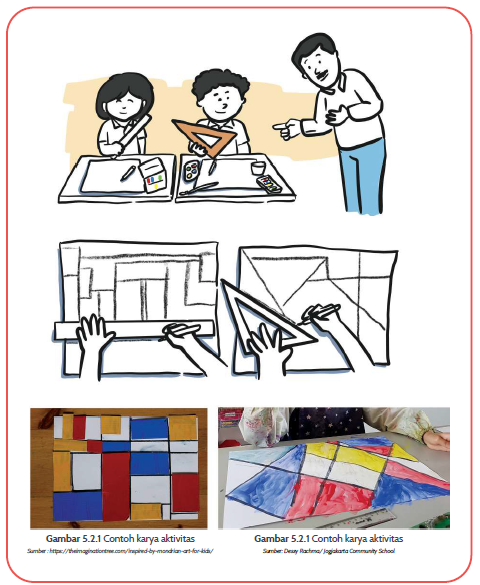 Gambar 5.2.1 Contoh karya aktivitas
Sumber : https://theimaginationtree.com/inspired-by-mondrian-art-for-kids/
Gambar 5.2.1 Contoh karya aktivitas
Sumber: Dessy Rachma/ Jogjakarta Community School